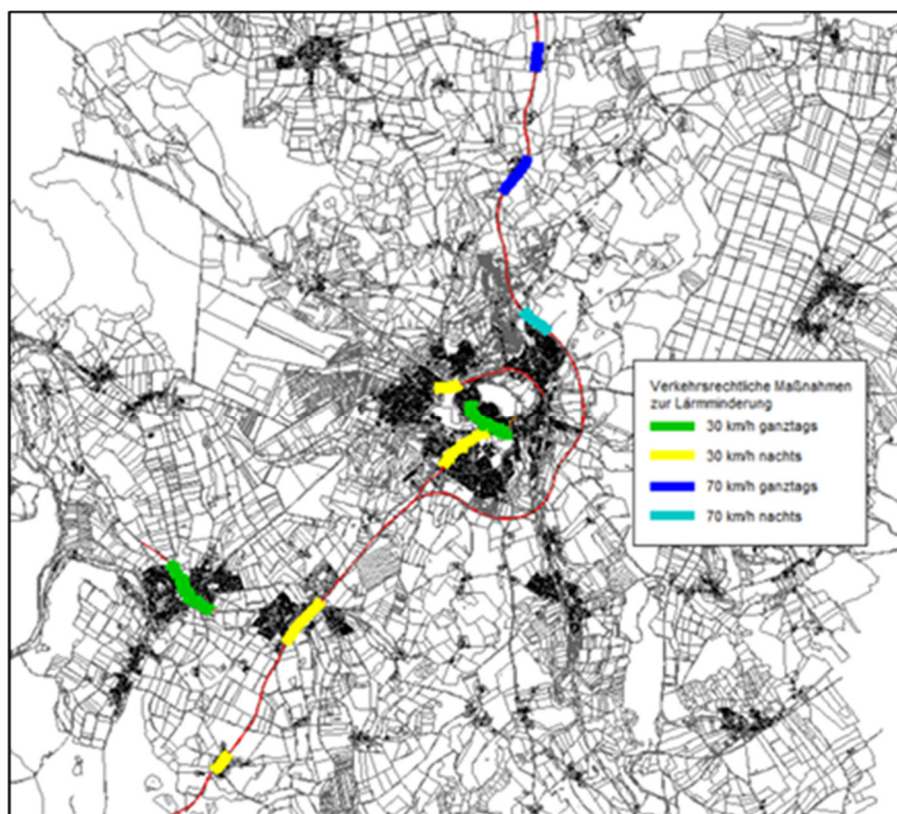 Verkehrsrechtliche Maßnahmen
zur Lärmminderung
30 km/h ganztags
30 km/h nachts
70 km/h ganztags
70 km/h nachts